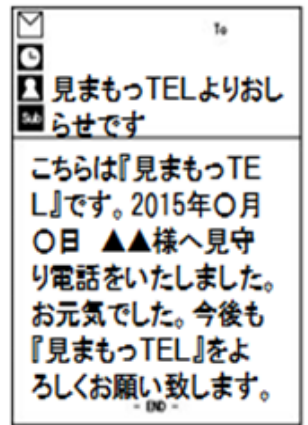 To
Sub 見まもっTELよりおし
らせです
こちらは『見まもっTE
L』です。2015年〇月
〇日　▲▲様へ見守
り電話をいたしました。
お元気でした。今後も
『見まもっTEL』をよ
ろしくお願い致します。
- END -